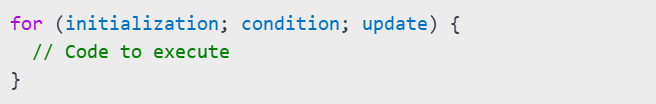 for (initialization; condition; update) {
  // Code to execute
}